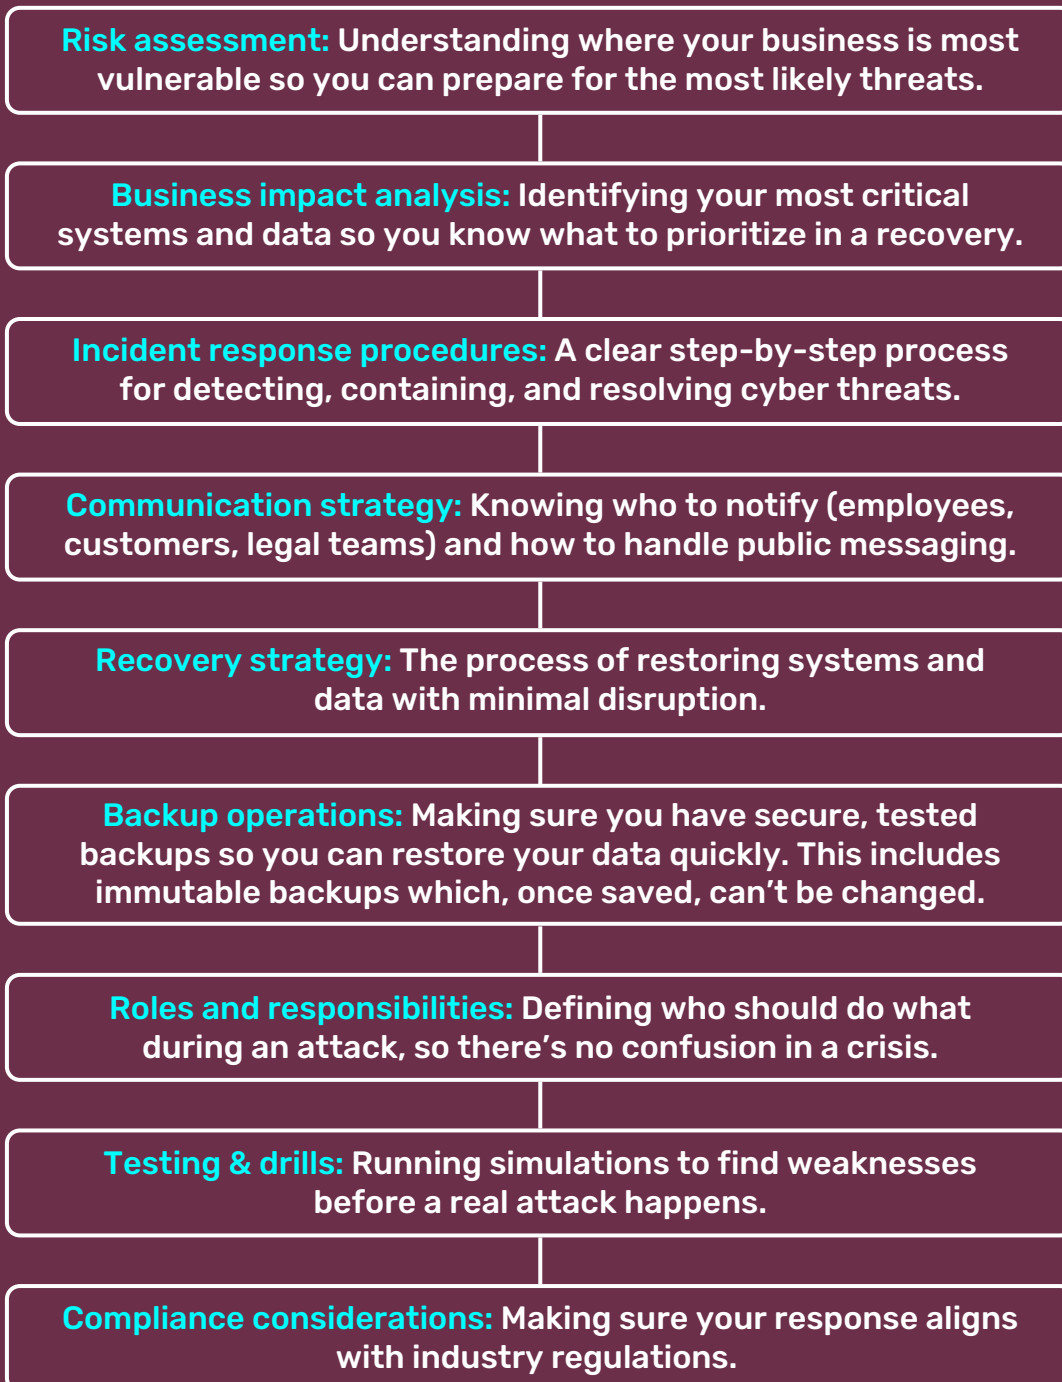 Risk assessment: Understanding where your business is most
vulnerable so you can prepare for the most likely threats.
Business impact analysis: Identifying your most critical
systems and data so you know what to prioritize in a recovery.
Incident response procedures: A clear step-by-step process
for detecting, containing, and resolving cyber threats.
Communication strategy: Knowing who to notify (employees,
customers, legal teams) and how to handle public messaging.
Recovery strategy: The process of restoring systems and
data with minimal disruption.
Backup operations: Making sure you have secure, tested
backups so you can restore your data quickly. This includes
immutable backups which, once saved, can’t be changed.
Roles and responsibilities: Defining who should do what
during an attack, so there’s no confusion in a crisis.
Testing & drills: Running simulations to find weaknesses
before a real attack happens.
Compliance considerations: Making sure your response aligns
with industry regulations.